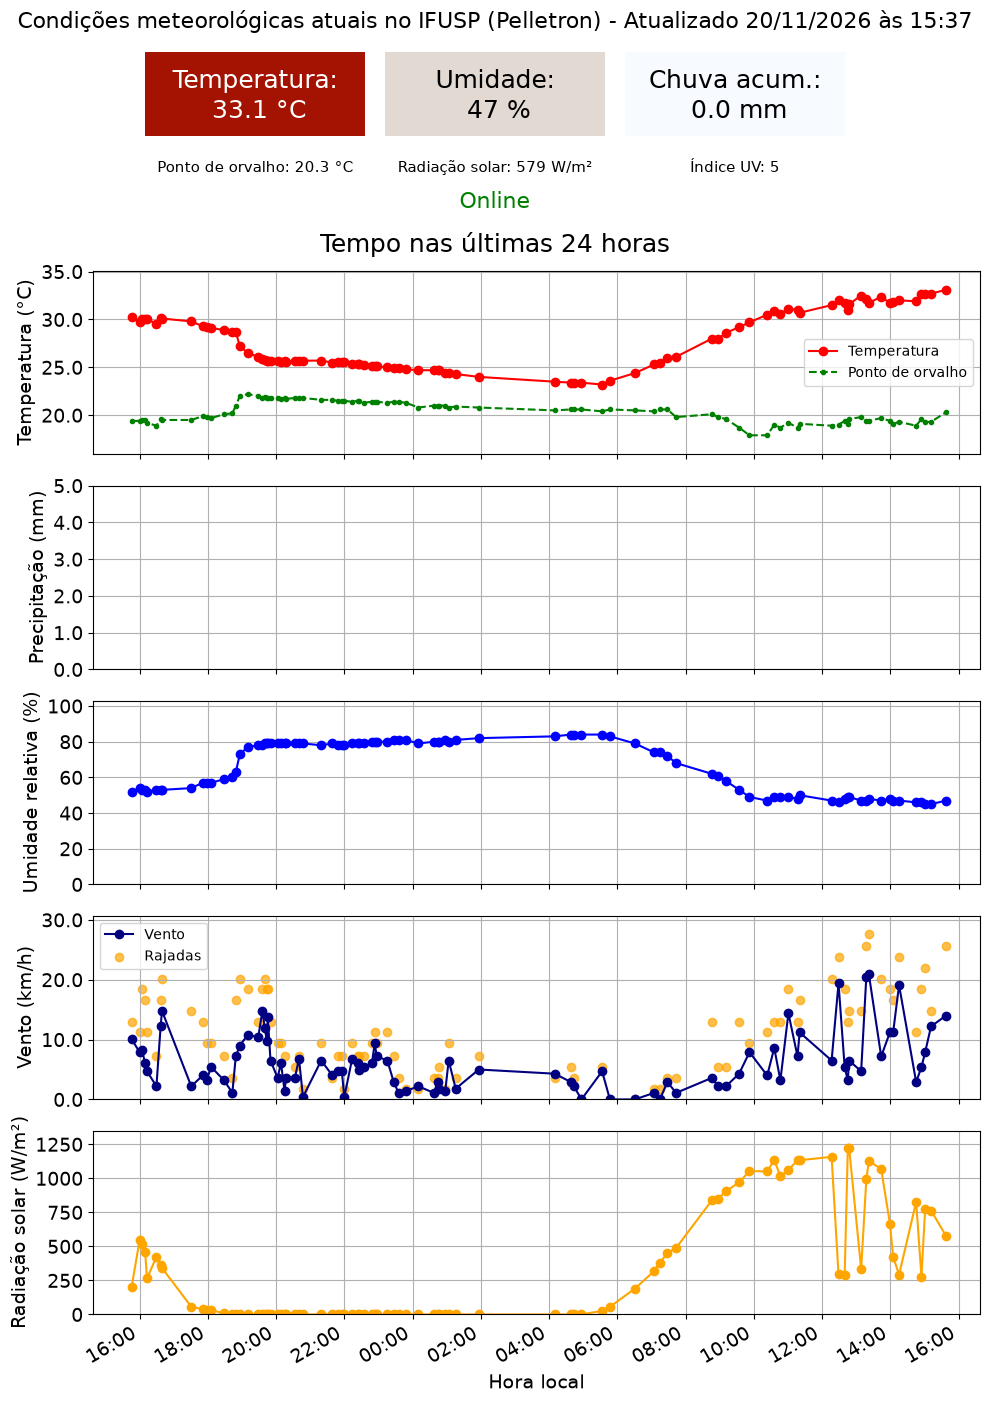 Condições meteorológicas atuais no IFUSP (Pelletron) - Atualizado 20/11/2026 às 15:37
Temperatura:
33.1 °C
Umidade:
47 %
Chuva acum.:
0.0 mm
Ponto de orvalho: 20.3 °C
Radiação solar: 579 W/m²
Índice UV: 5
Online
Tempo nas últimas 24 horas
Temperatura (°C)
35.0
30.0
25.0
20.0
Temperatura
Ponto de orvalho
Precipitação (mm)
5.0
4.0
3.0
2.0
1.0
0.0
Umidade relativa (%)
100
80
60
40
20
0
Vento (km/h)
30.0
20.0
10.0
0.0
Vento
Rajadas
Radiação solar (W/m²)
1250
1000
750
500
250
0
16:00
18:00
20:00
22:00
00:00
02:00
04:00
06:00
08:00
10:00
12:00
14:00
16:00
Hora local